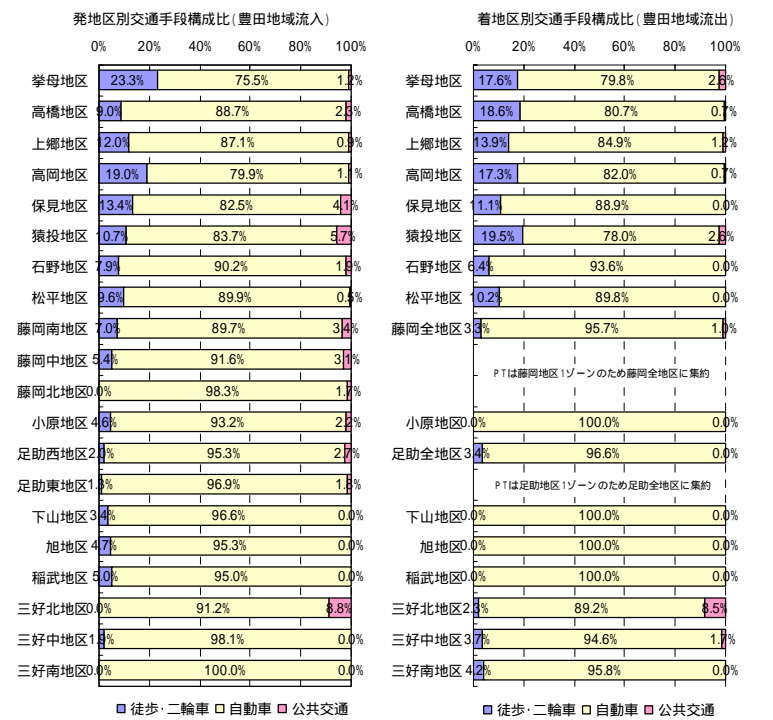 発地区別交通手段構成比(豊田地域流入)
0% 20% 40% 60% 80% 100%
挙母地区 23.3% 75.5% 1.2%
高橋地区 9.0% 88.7% 2.3%
上郷地区 12.0% 87.1% 0.9%
高岡地区 19.0% 79.9% 1.1%
保見地区 13.4% 82.5% 4.1%
猿投地区 10.7% 83.7% 5.7%
石野地区 7.9% 90.2% 1.9%
松平地区 9.6% 89.9% 0.5%
藤岡南地区 7.0% 89.7% 3.4%
藤岡中地区 5.4% 91.6% 3.1%
藤岡北地区 0.0% 98.3% 1.7%
小原地区 4.6% 93.2% 2.2%
足助西地区 2.0% 95.3% 2.7%
足助東地区 1.3% 96.9% 1.8%
下山地区 3.4% 96.6% 0.0%
旭地区 4.7% 95.3% 0.0%
稲武地区 5.0% 95.0% 0.0%
三好北地区 0.0% 91.2% 8.8%
三好中地区 1.9% 98.1% 0.0%
三好南地区 0.0% 100.0% 0.0%
徒歩・二輪車 自動車 公共交通
着地区別交通手段構成比(豊田地域流出)
0% 20% 40% 60% 80% 100%
挙母地区 17.6% 79.8% 2.6%
高橋地区 18.6% 80.7% 0.7%
上郷地区 13.9% 84.9% 1.2%
高岡地区 17.3% 82.0% 0.7%
保見地区 11.1% 88.9% 0.0%
猿投地区 19.5% 78.0% 2.6%
石野地区 6.4% 93.6% 0.0%
松平地区 10.2% 89.8% 0.0%
藤岡全地区 3.3% 95.7% 1.0%
PTは藤岡地区1ゾーンのため藤岡全地区に集約
小原地区 0.0% 100.0% 0.0%
足助全地区 3.4% 96.6% 0.0%
PTは足助地区1ゾーンのため足助全地区に集約
下山地区 0.0% 100.0% 0.0%
旭地区 0.0% 100.0% 0.0%
稲武地区 0.0% 100.0% 0.0%
三好北地区 2.3% 89.2% 8.5%
三好中地区 3.7% 94.6% 1.7%
三好南地区 4.2% 95.8% 0.0%
徒歩・二輪車 自動車 公共交通